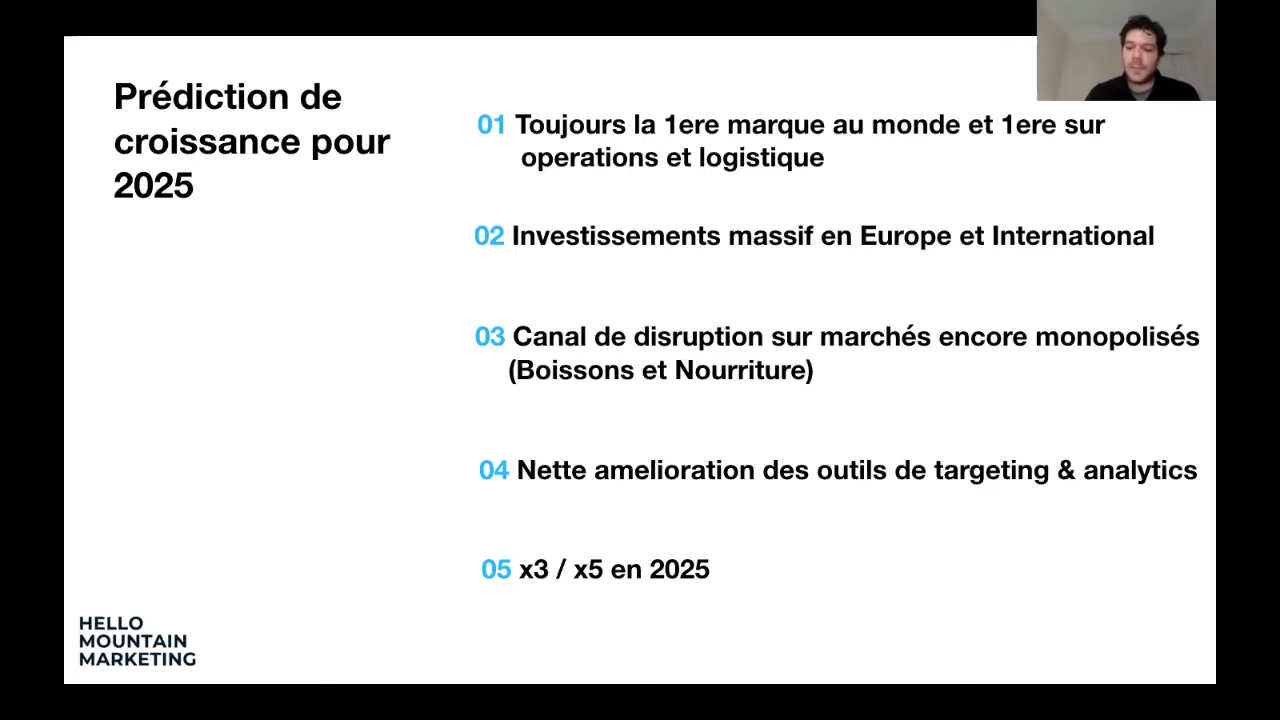 Prédiction de
croissance pour
2025
01 Toujours la 1ere marque au monde et 1ere sur
operations et logistique
02 Investissements massif en Europe et International
03 Canal de disruption sur marchés encore monopolisés
(Boissons et Nourriture)
04 Nette amelioration des outils de targeting & analytics
05 x3 / x5 en 2025
HELLO
MOUNTAIN
MARKETING